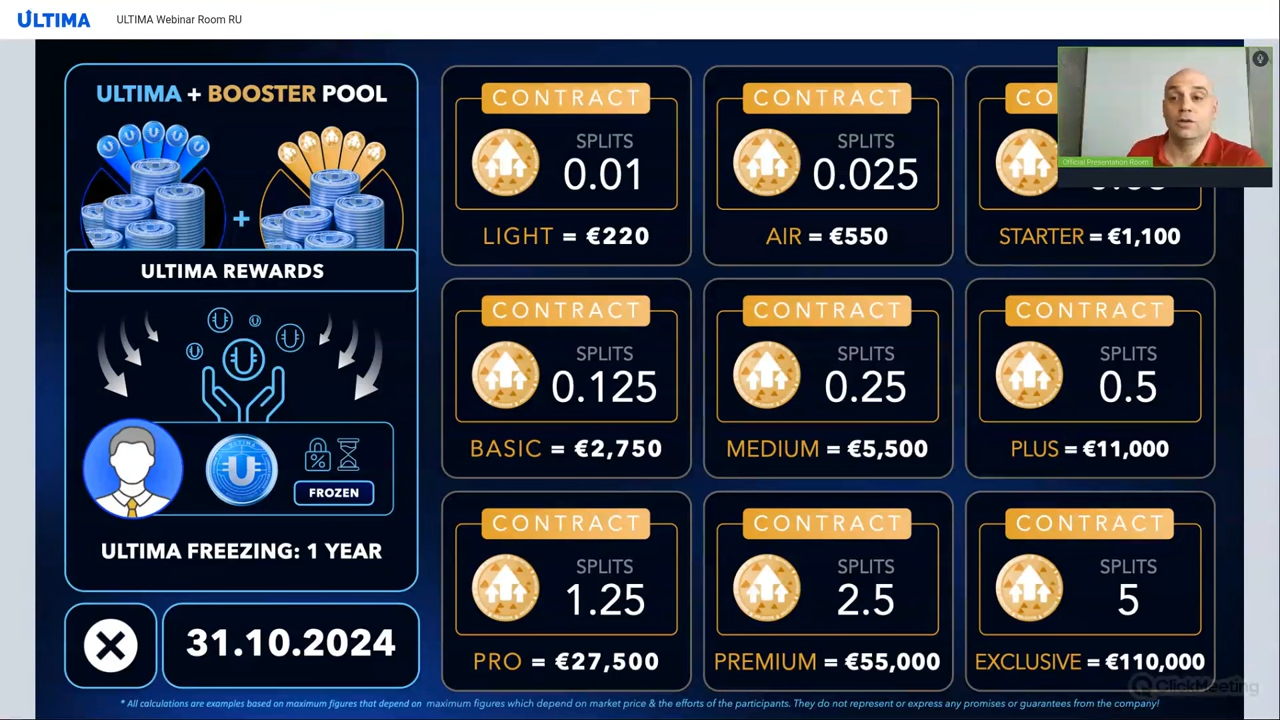 ULTIMA
ULTIMA Webinar Room RU
ULTIMA + BOOSTER POOL
ULTIMA REWARDS
FROZEN
ULTIMA FREEZING: 1 YEAR
31.10.2024
CONTRACT
SPLITS
0.01
LIGHT = €220
CONTRACT
SPLITS
0.025
AIR = €550
CO
STARTER = €1,100
Official Presentation Room
CONTRACT
SPLITS
0.125
BASIC = €2,750
CONTRACT
SPLITS
0.25
MEDIUM = €5,500
CONTRACT
SPLITS
0.5
PLUS = €11,000
CONTRACT
SPLITS
1.25
PRO = €27,500
CONTRACT
SPLITS
2.5
PREMIUM = €55,000
CONTRACT
SPLITS
5
EXCLUSIVE = €110,000
ClickMeeting
* All calculations are examples based on maximum figures that depend on maximum figures which depend on market price & the efforts of the participants. They do not represent or express any promises or guarantees from the company!